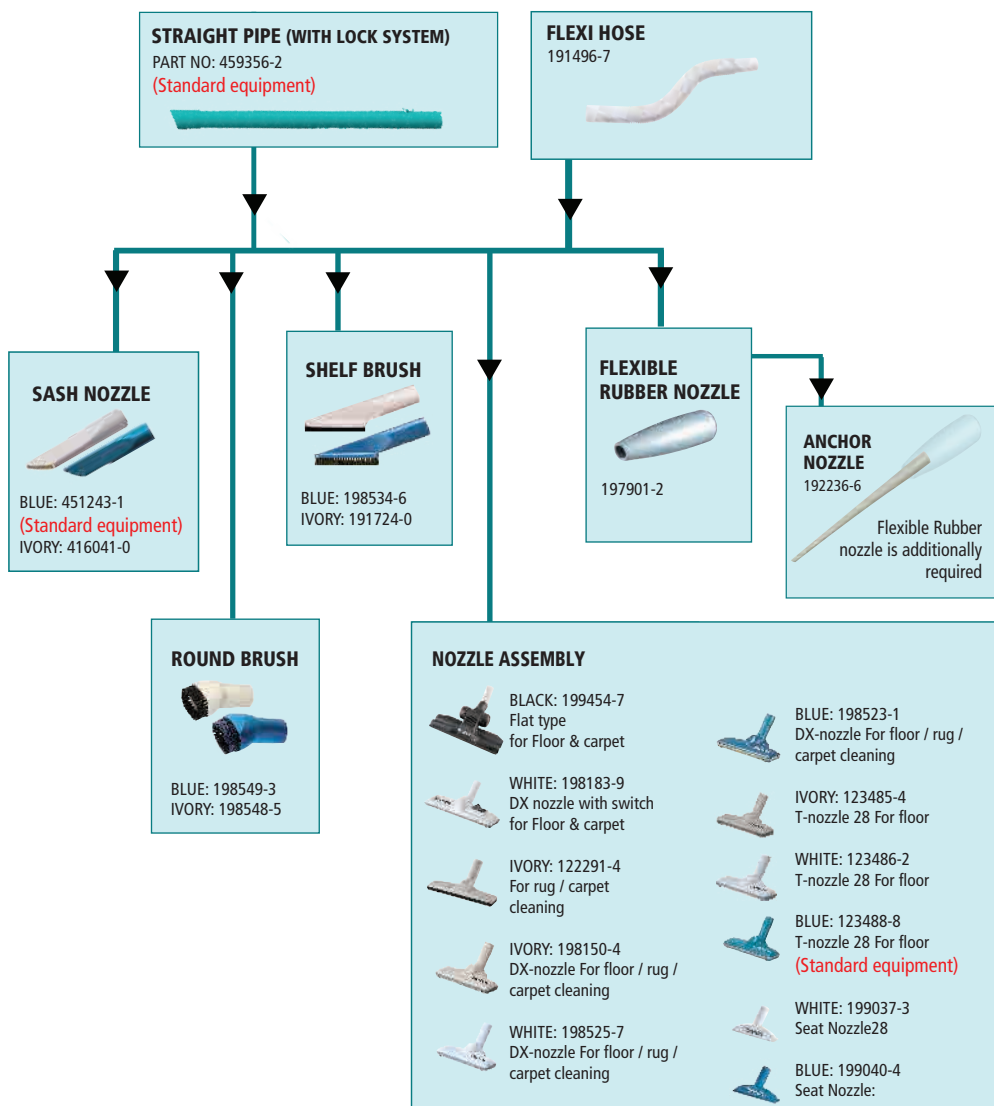 STRAIGHT PIPE (WITH LOCK SYSTEM)
PART NO: 459356-2
(Standard equipment)
FLEXI HOSE
191496-7
SASH NOZZLE
BLUE: 451243-1
(Standard equipment)
IVORY: 416041-0
SHELF BRUSH
BLUE: 198534-6
IVORY: 191724-0
FLEXIBLE
RUBBER NOZZLE
197901-2
ANCHOR
NOZZLE
192236-6
Flexible Rubber
nozzle is additionally
required
ROUND BRUSH
BLUE: 198549-3
IVORY: 198548-5
NOZZLE ASSEMBLY
BLACK: 199454-7
Flat type
for Floor & carpet
WHITE: 198183-9
DX nozzle with switch
for Floor & carpet
IVORY: 122291-4
For rug / carpet
cleaning
IVORY: 198150-4
DX-nozzle For floor / rug /
carpet cleaning
WHITE: 198525-7
DX-nozzle For floor / rug /
carpet cleaning
BLUE: 198523-1
DX-nozzle For floor / rug /
carpet cleaning
IVORY: 123485-4
T-nozzle 28 For floor
WHITE: 123486-2
T-nozzle 28 For floor
BLUE: 123488-8
T-nozzle 28 For floor
(Standard equipment)
WHITE: 199037-3
Seat Nozzle28
BLUE: 199040-4
Seat Nozzle: